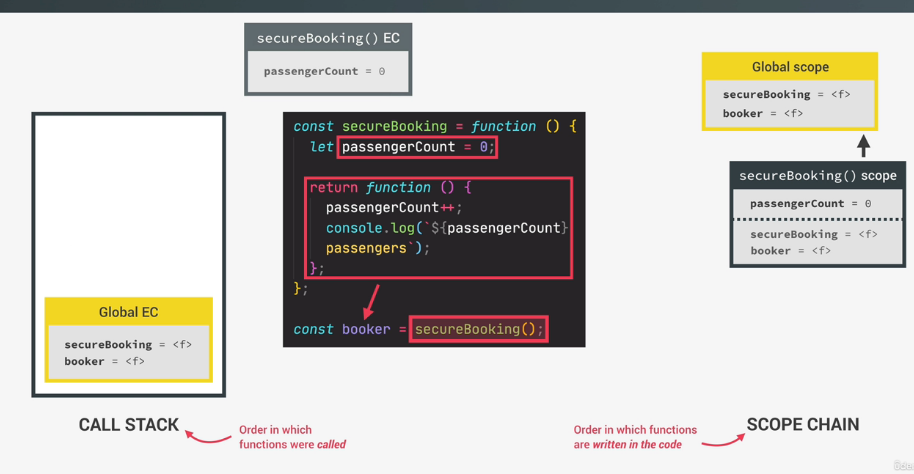 secureBooking() EC
passengerCount = 0
Global scope
secureBooking = <f>
booker = <f>
secureBooking() scope
passengerCount = 0
secureBooking = <f>
booker = <f>
const secureBooking = function () {
let passengerCount = 0;
return function () {
passengerCount++;
console.log(`${passengerCount}
passengers`);
};
};
const booker = secureBooking();
Global EC
secureBooking = <f>
booker = <f>
CALL STACK
Order in which
functions were called
Order in which functions
are written in the code
SCOPE CHAIN